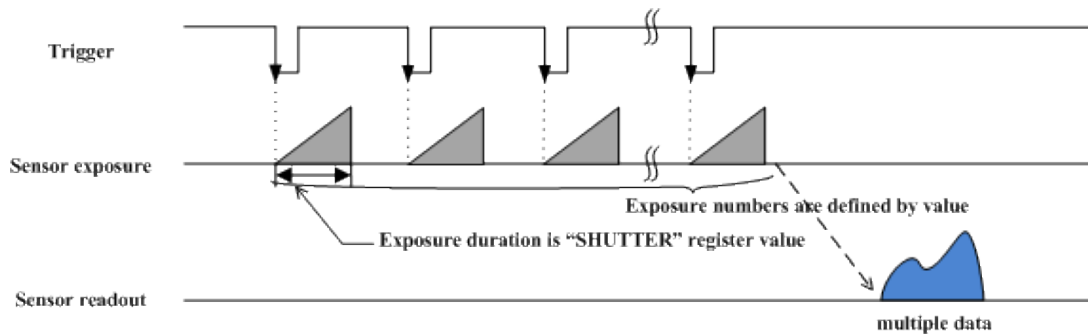 Trigger
Sensor exposure
Exposure numbers are defined by value
Exposure duration is “SHUTTER” register value
Sensor readout
multiple data